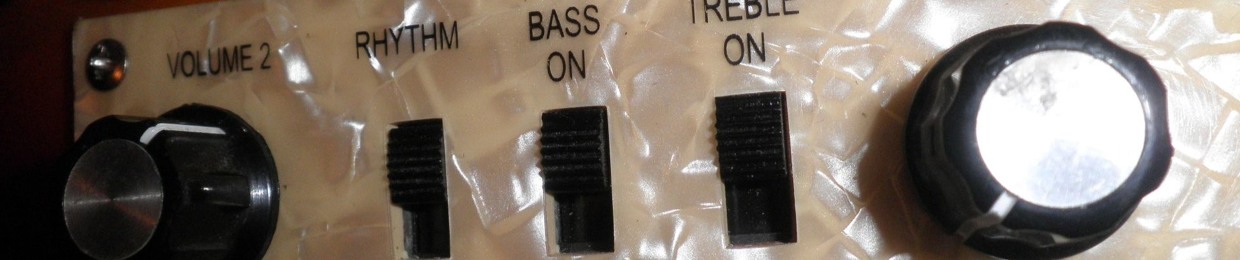 VOLUME 2
RHYTHM
BASS
ON
TREBLE
ON